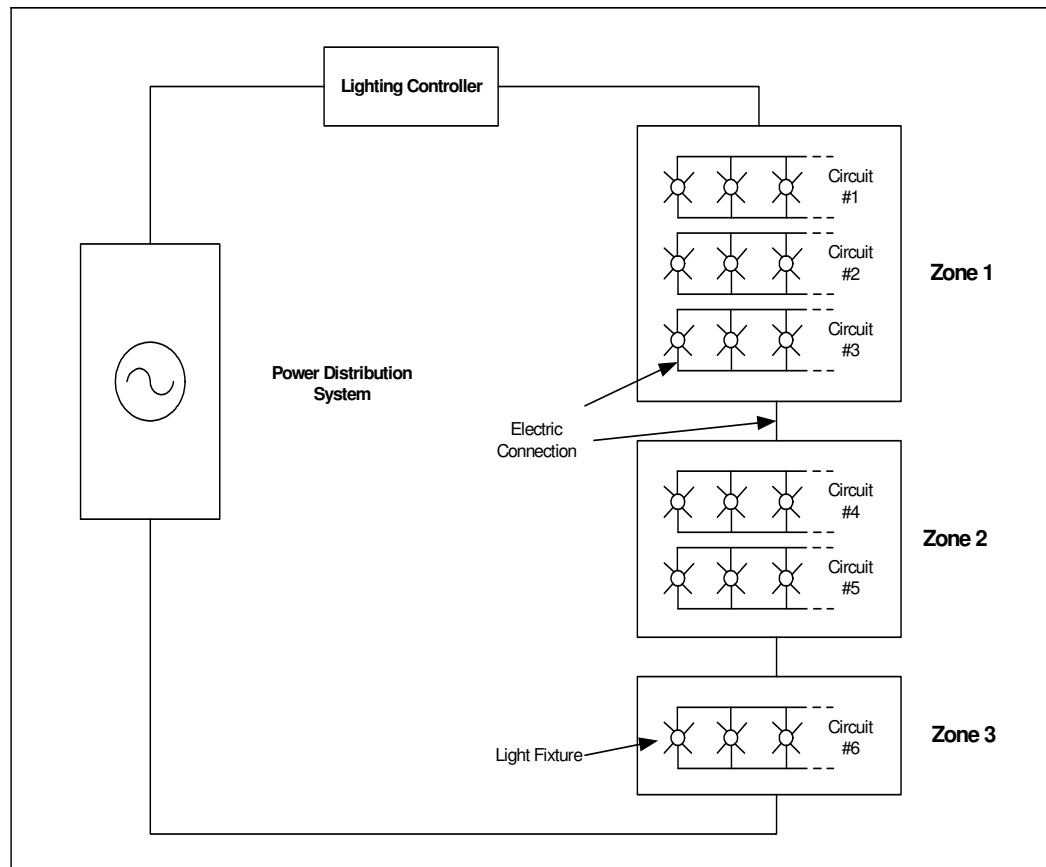 Lighting Controller
Circuit
#1
Circuit
#2
Circuit
#3
Zone 1
Power Distribution
System
Electric
Connection
Circuit
#4
Circuit
#5
Zone 2
Light Fixture
Circuit
#6
Zone 3